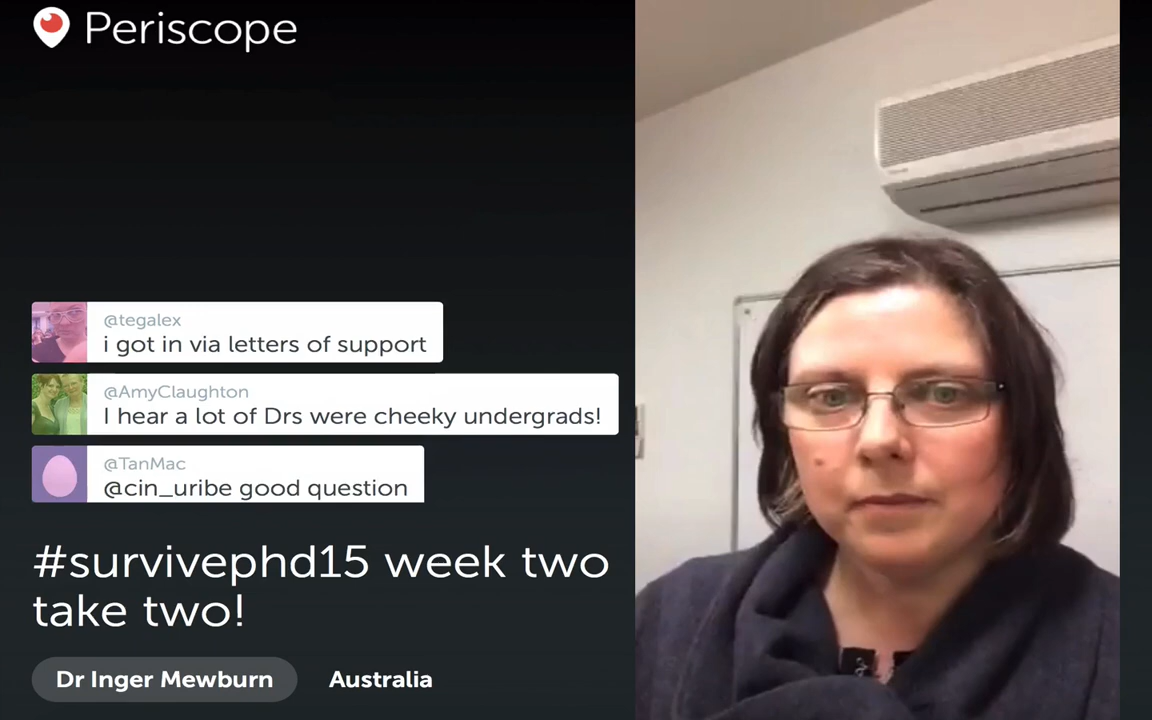 Periscope
@tegalex
i got in via letters of support
@AmyClaughton
I hear a lot of Drs were cheeky undergrads!
@TanMac
@cin_uribe good question
#survivephd15 week two
take two!
Dr Inger Mewburn
Australia